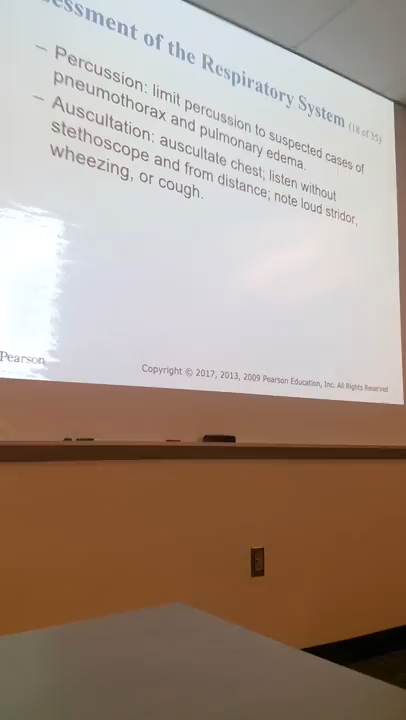 essment of the Respiratory System (18 of 35)
– Percussion: limit percussion to suspected cases of
pneumothorax and pulmonary edema.
– Auscultation: auscultate chest; listen without
stethoscope and from distance; note loud stridor,
wheezing, or cough.
Pearson
Copyright © 2017, 2013, 2009 Pearson Education, Inc. All Rights Reserved